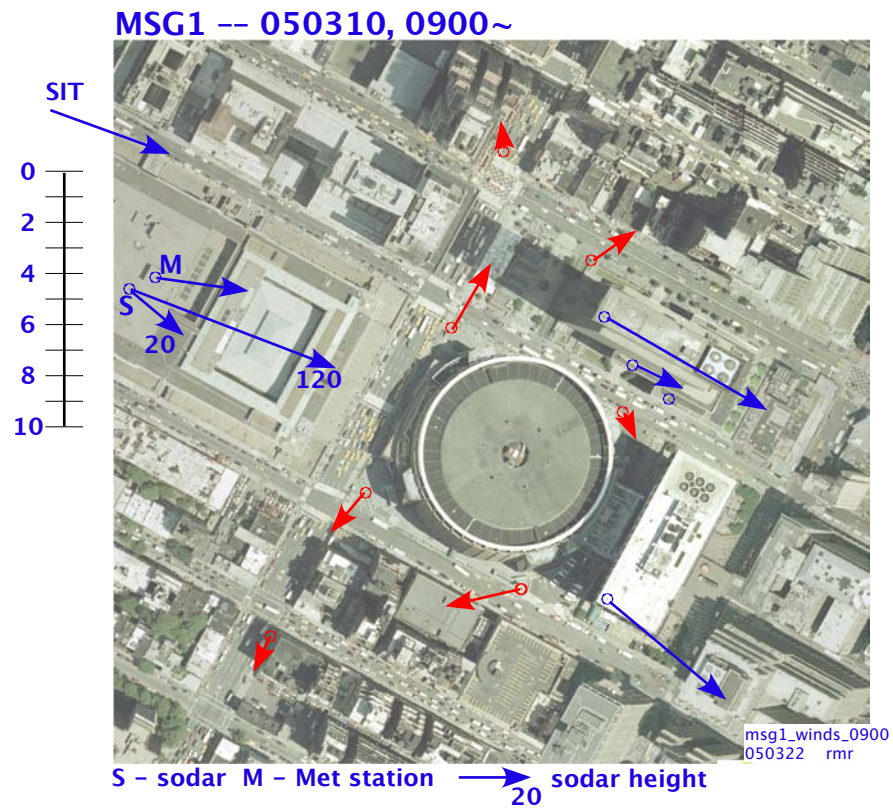 MSG1 -- 050310, 0900~
SIT
0
2
4
6
8
10
M
S
20
120
msg1_winds_0900
050322 rmr
S - sodar M - Met station sodar height
20